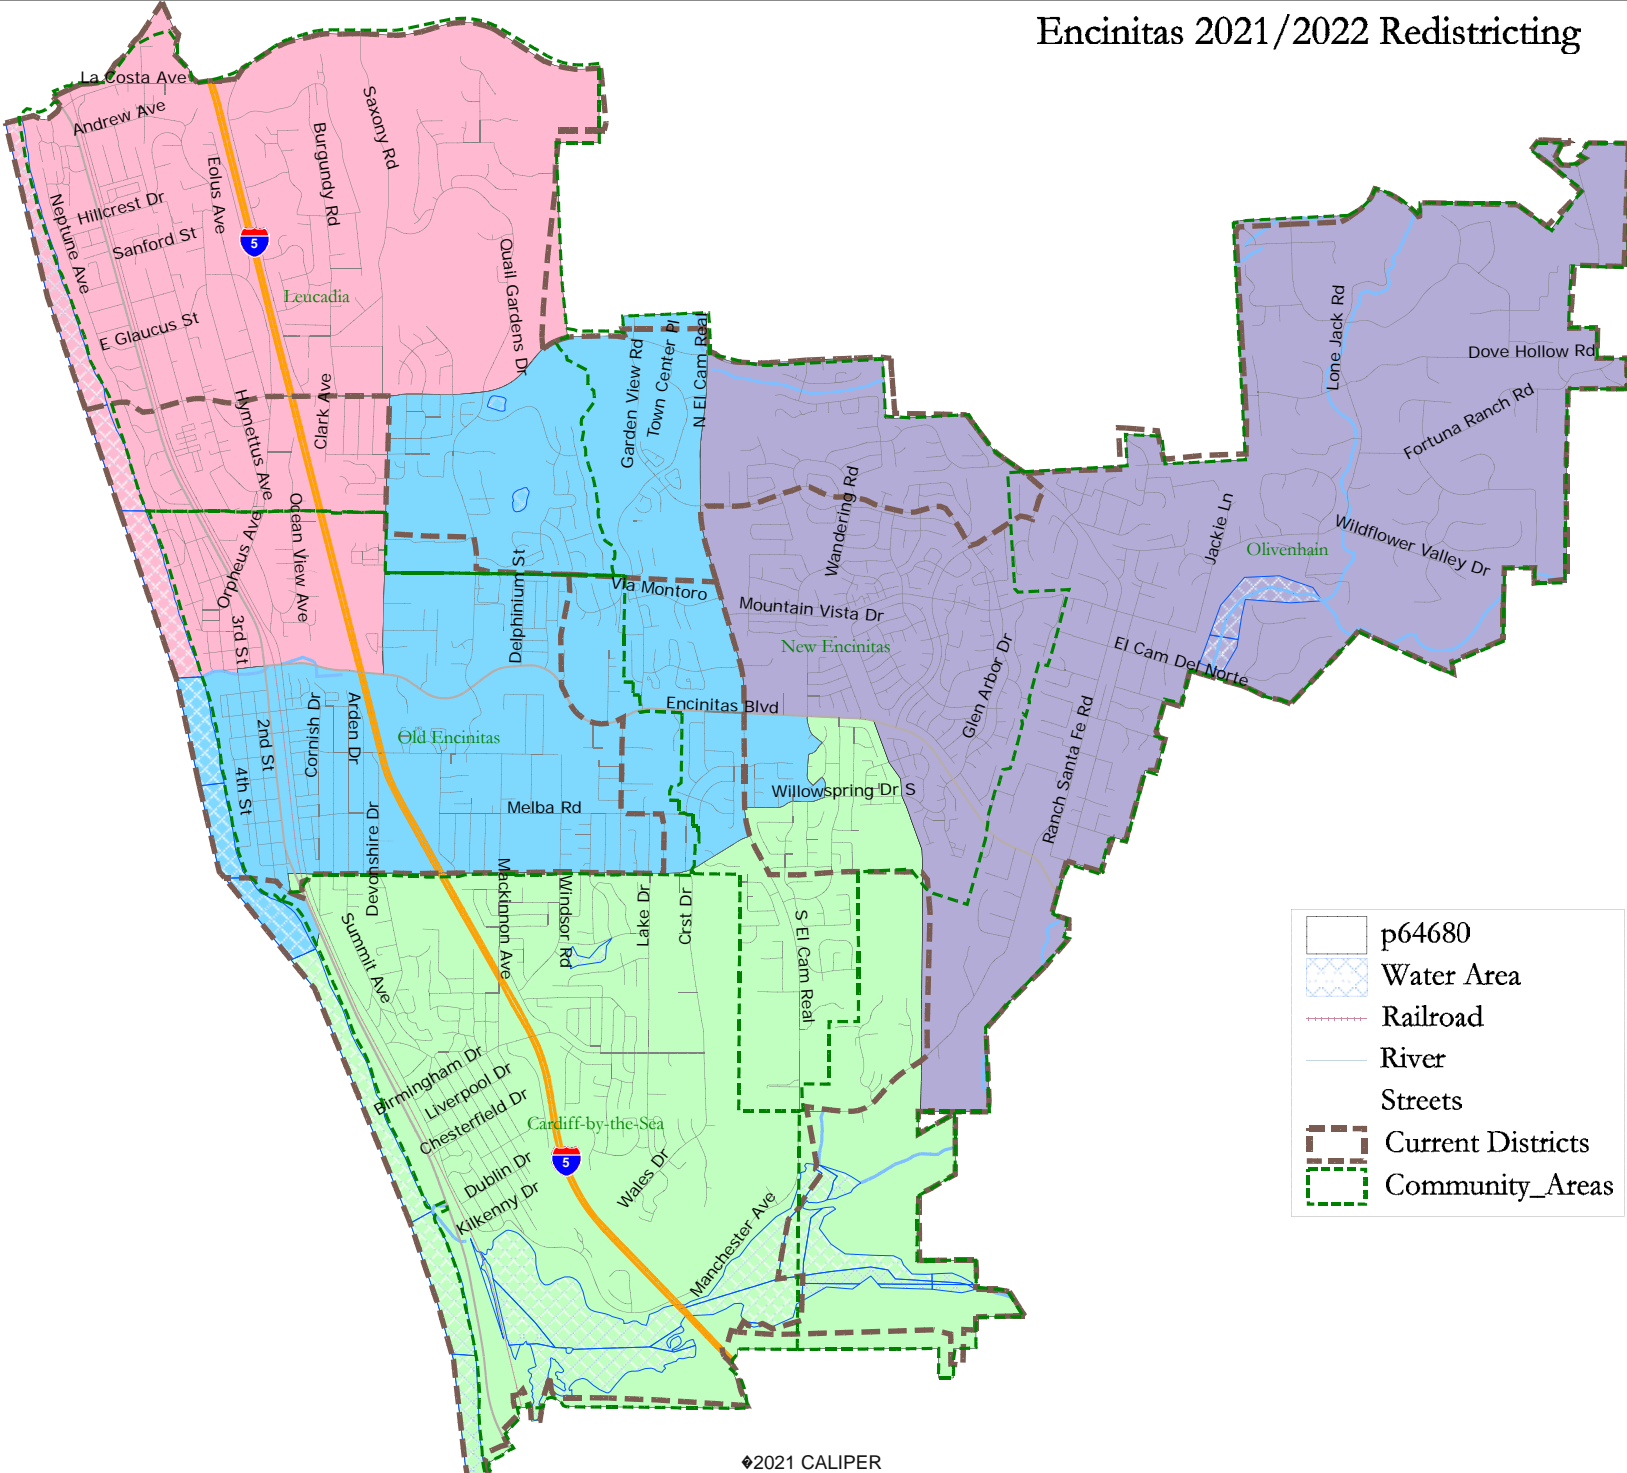 Encinitas 2021/2022 Redistricting
La Costa Ave
Andrew Ave
Saxony Rd
Burgundy Rd
Eolus Ave
Neptune Ave
Hillcrest Dr
Sanford St
5
Quail Gardens Dr
Leucadia
E Glaucus St
Lone Jack Rd
Dove Hollow Rd
Garden View Rd
Town Center Pl
N El Cam Real
Clark Ave
Hymettus Ave
Fortuna Ranch Rd
Wandering Rd
Jackie Ln
Ocean View Ave
Orpheus Ave
Wildflower Valley Dr
Olivenhain
Delphinium St
Via Montoro
Mountain Vista Dr
3rd St
New Encinitas
Glen Arbor Dr
El Cam Del Norte
Encinitas Blvd
Ranch Santa Fe Rd
2nd St
Cornish Dr
Arden Dr
Old Encinitas
4th St
Willowspring Dr S
Melba Rd
Devonshire Dr
Mackinnon Ave
Windsor Rd
Lake Dr
Crst Dr
Summit Ave
S El Cam Real
Birmingham Dr
Liverpool Dr
Chesterfield Dr
Cardiff-by-the-Sea
5
Dublin Dr
Kilkenny Dr
Wales Dr
Manchester Ave
p64680
Water Area
Railroad
River
Streets
Current Districts
Community_Areas
�2021 CALIPER